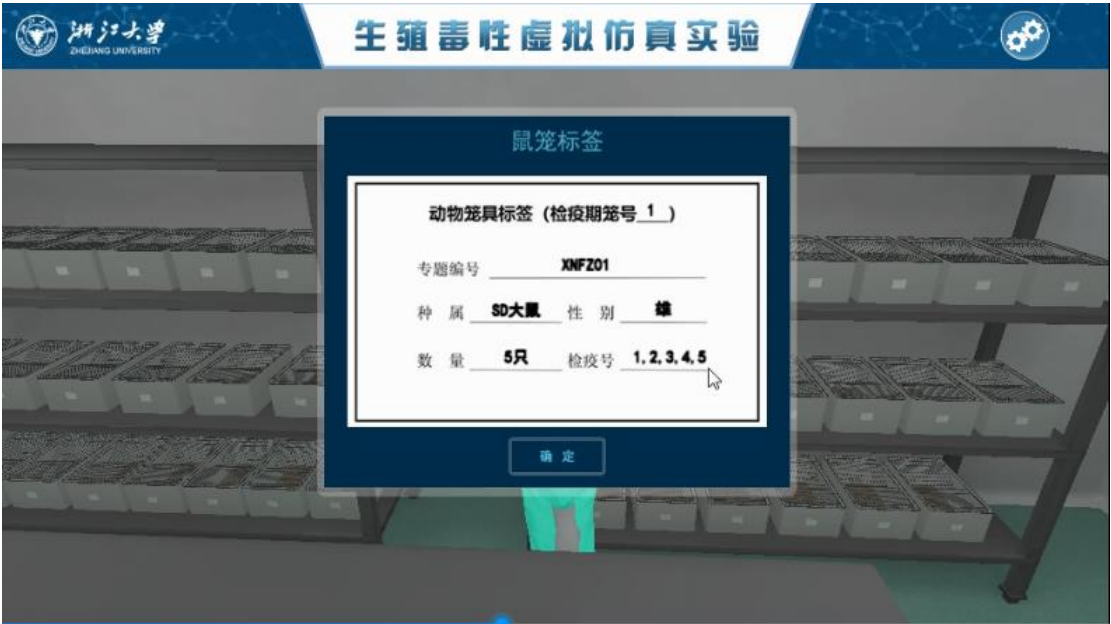 浙江大学
ZHEJIANG UNIVERSITY
生殖毒性虚拟仿真实验
鼠笼标签
动物笼具标签（检疫期笼号 1 ）
专题编号 XNFZ01
种 属 SD大鼠 性 别 雄
数 量 5只 检疫号 1,2,3,4,5
确 定